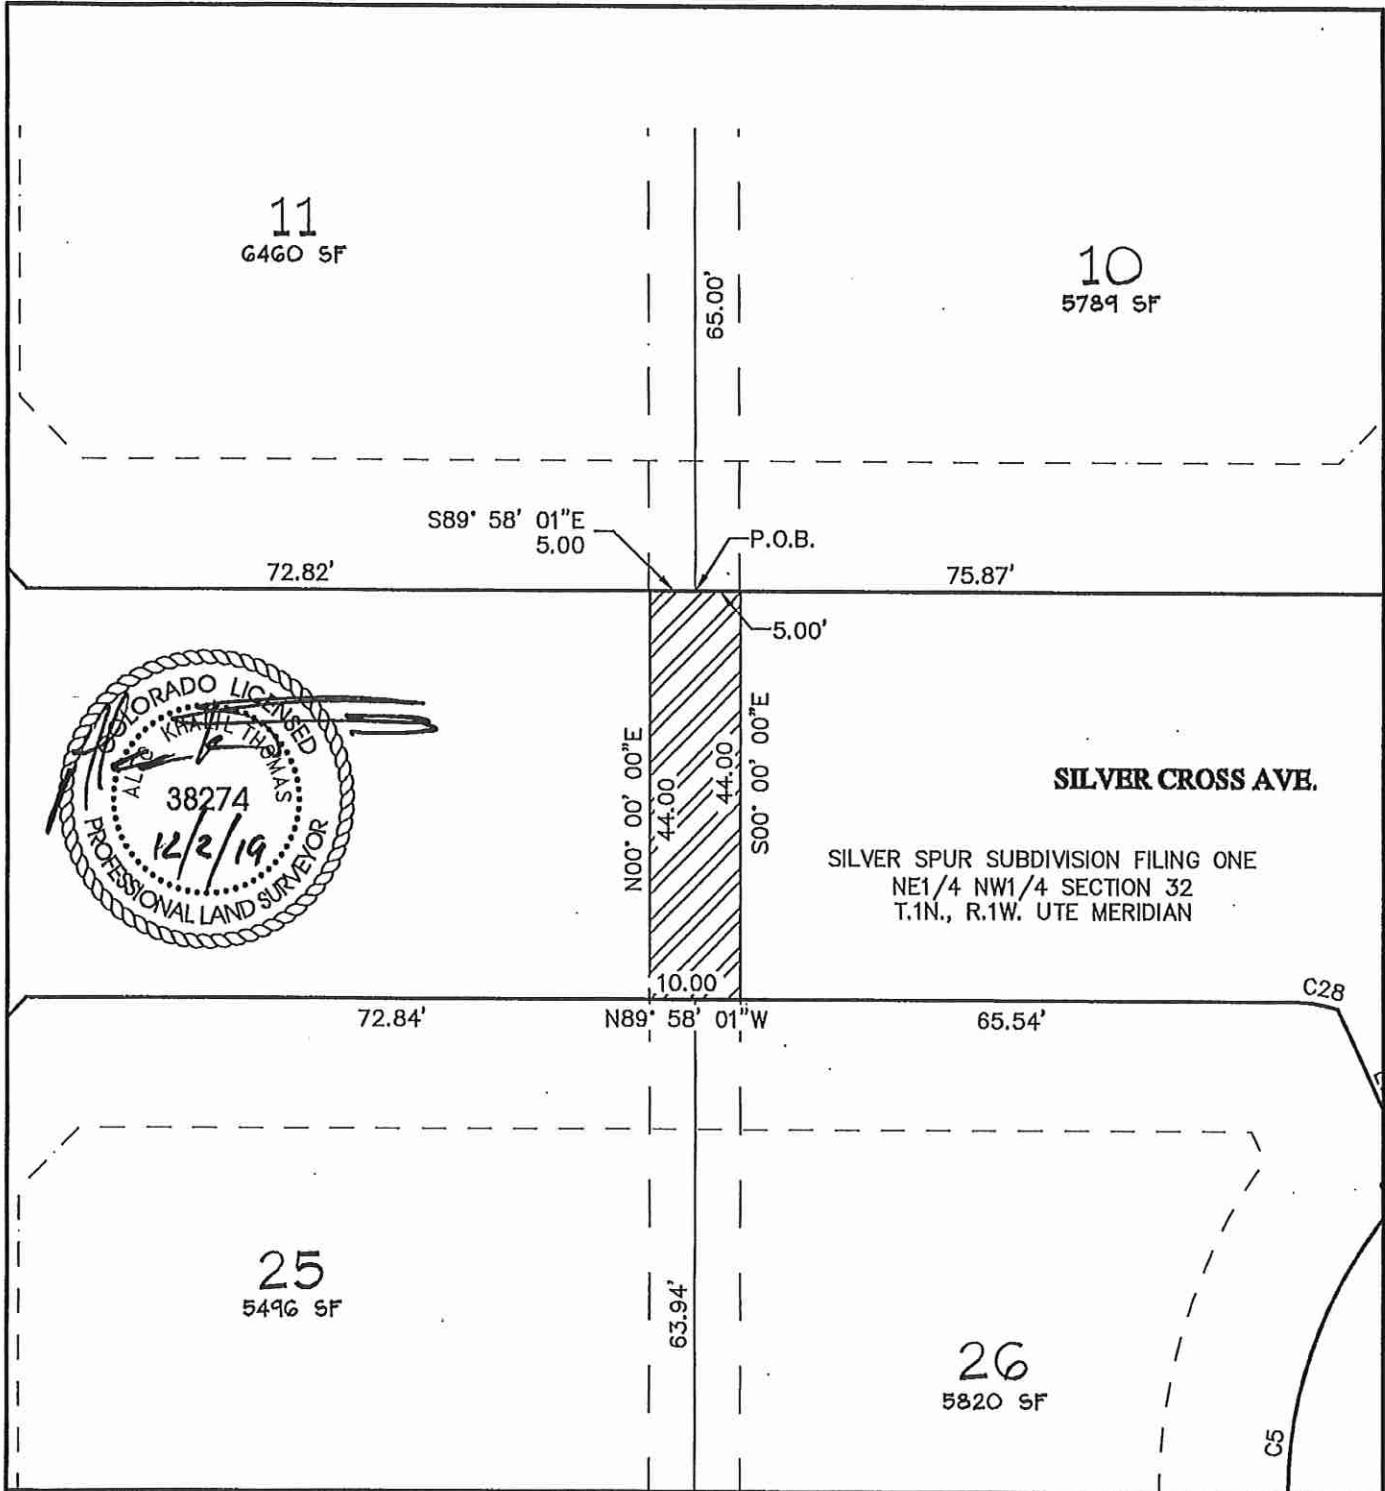 11
6460 SF
10
5789 SF
65.00'
S89° 58' 01"E
5.00
P.O.B.
72.82'
75.87'
5.00'
COLORADO LICENSED
KHALIL THOMAS
38274
12/2/19
PROFESSIONAL LAND SURVEYOR
N00° 00' 00"E
44.00
44.00
S00° 00' 00"E
SILVER CROSS AVE.
SILVER SPUR SUBDIVISION FILING ONE
NE1/4 NW1/4 SECTION 32
T.1N., R.1W. UTE MERIDIAN
10.00
C28
72.84'
N89° 58' 01"W
65.54'
25
5496 SF
63.94'
26
5820 SF
C5